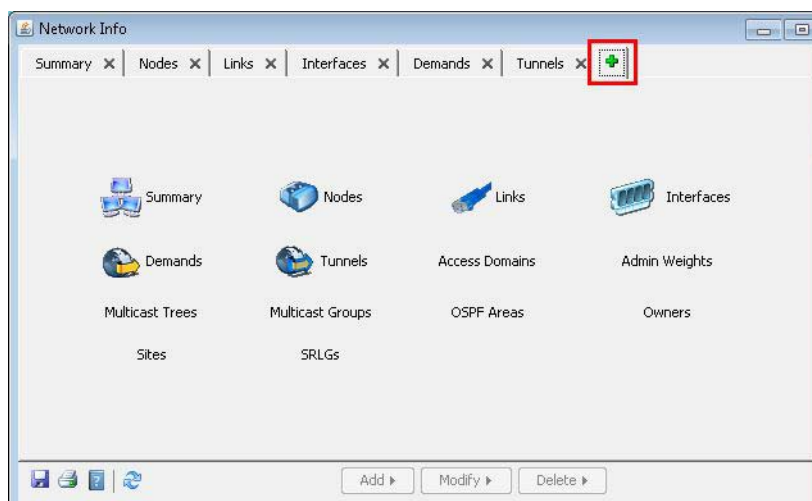 Network Info
Summary Nodes Links Interfaces Demands Tunnels
Summary Nodes Links Interfaces
Demands Tunnels Access Domains Admin Weights
Multicast Trees Multicast Groups OSPF Areas Owners
Sites SRLGs
Add Modify Delete